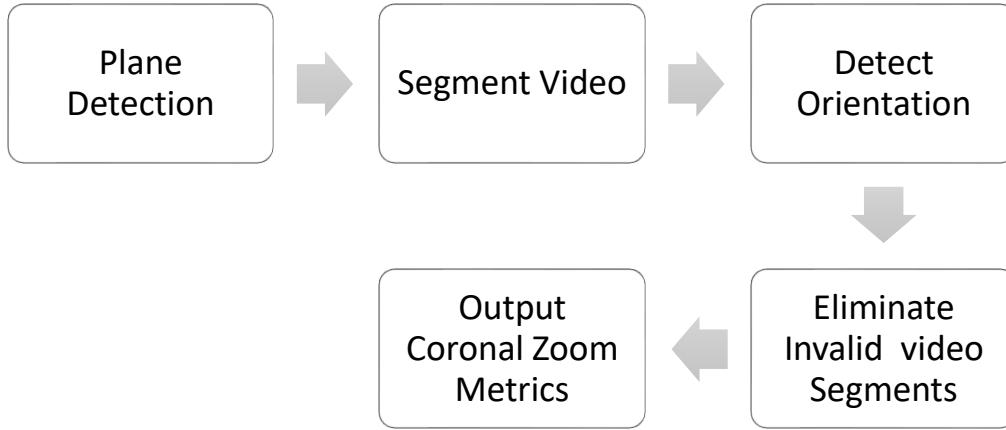 Plane
Detection
Segment Video
Detect
Orientation
Eliminate
Invalid  video
Segments
Output
Coronal Zoom
Metrics